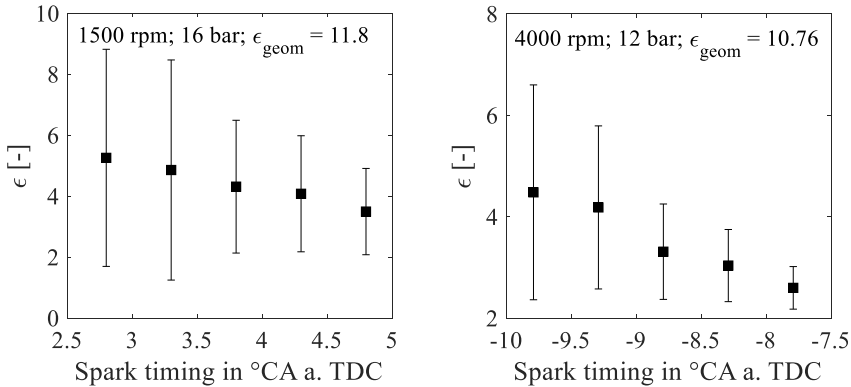 1500 rpm; 16 bar; ϵgeom = 11.8
10
8
6
4
2
0
ϵ [-]
2.5 3 3.5 4 4.5 5
Spark timing in °CA a. TDC
4000 rpm; 12 bar; ϵgeom = 10.76
8
6
4
2
ϵ [-]
-10 -9.5 -9 -8.5 -8 -7.5
Spark timing in °CA a. TDC